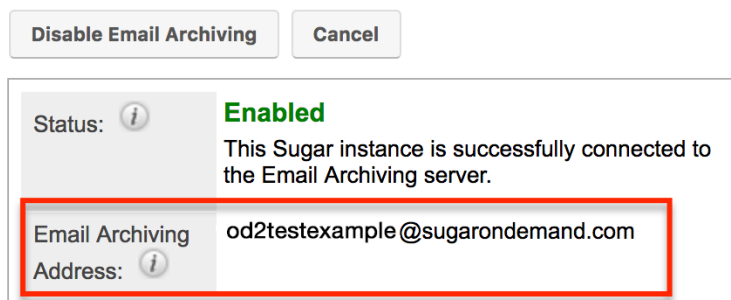 Disable Email Archiving Cancel
Status: i Enabled
This Sugar instance is successfully connected to
the Email Archiving server.
Email Archiving od2testexample@sugarondemand.com
Address: i